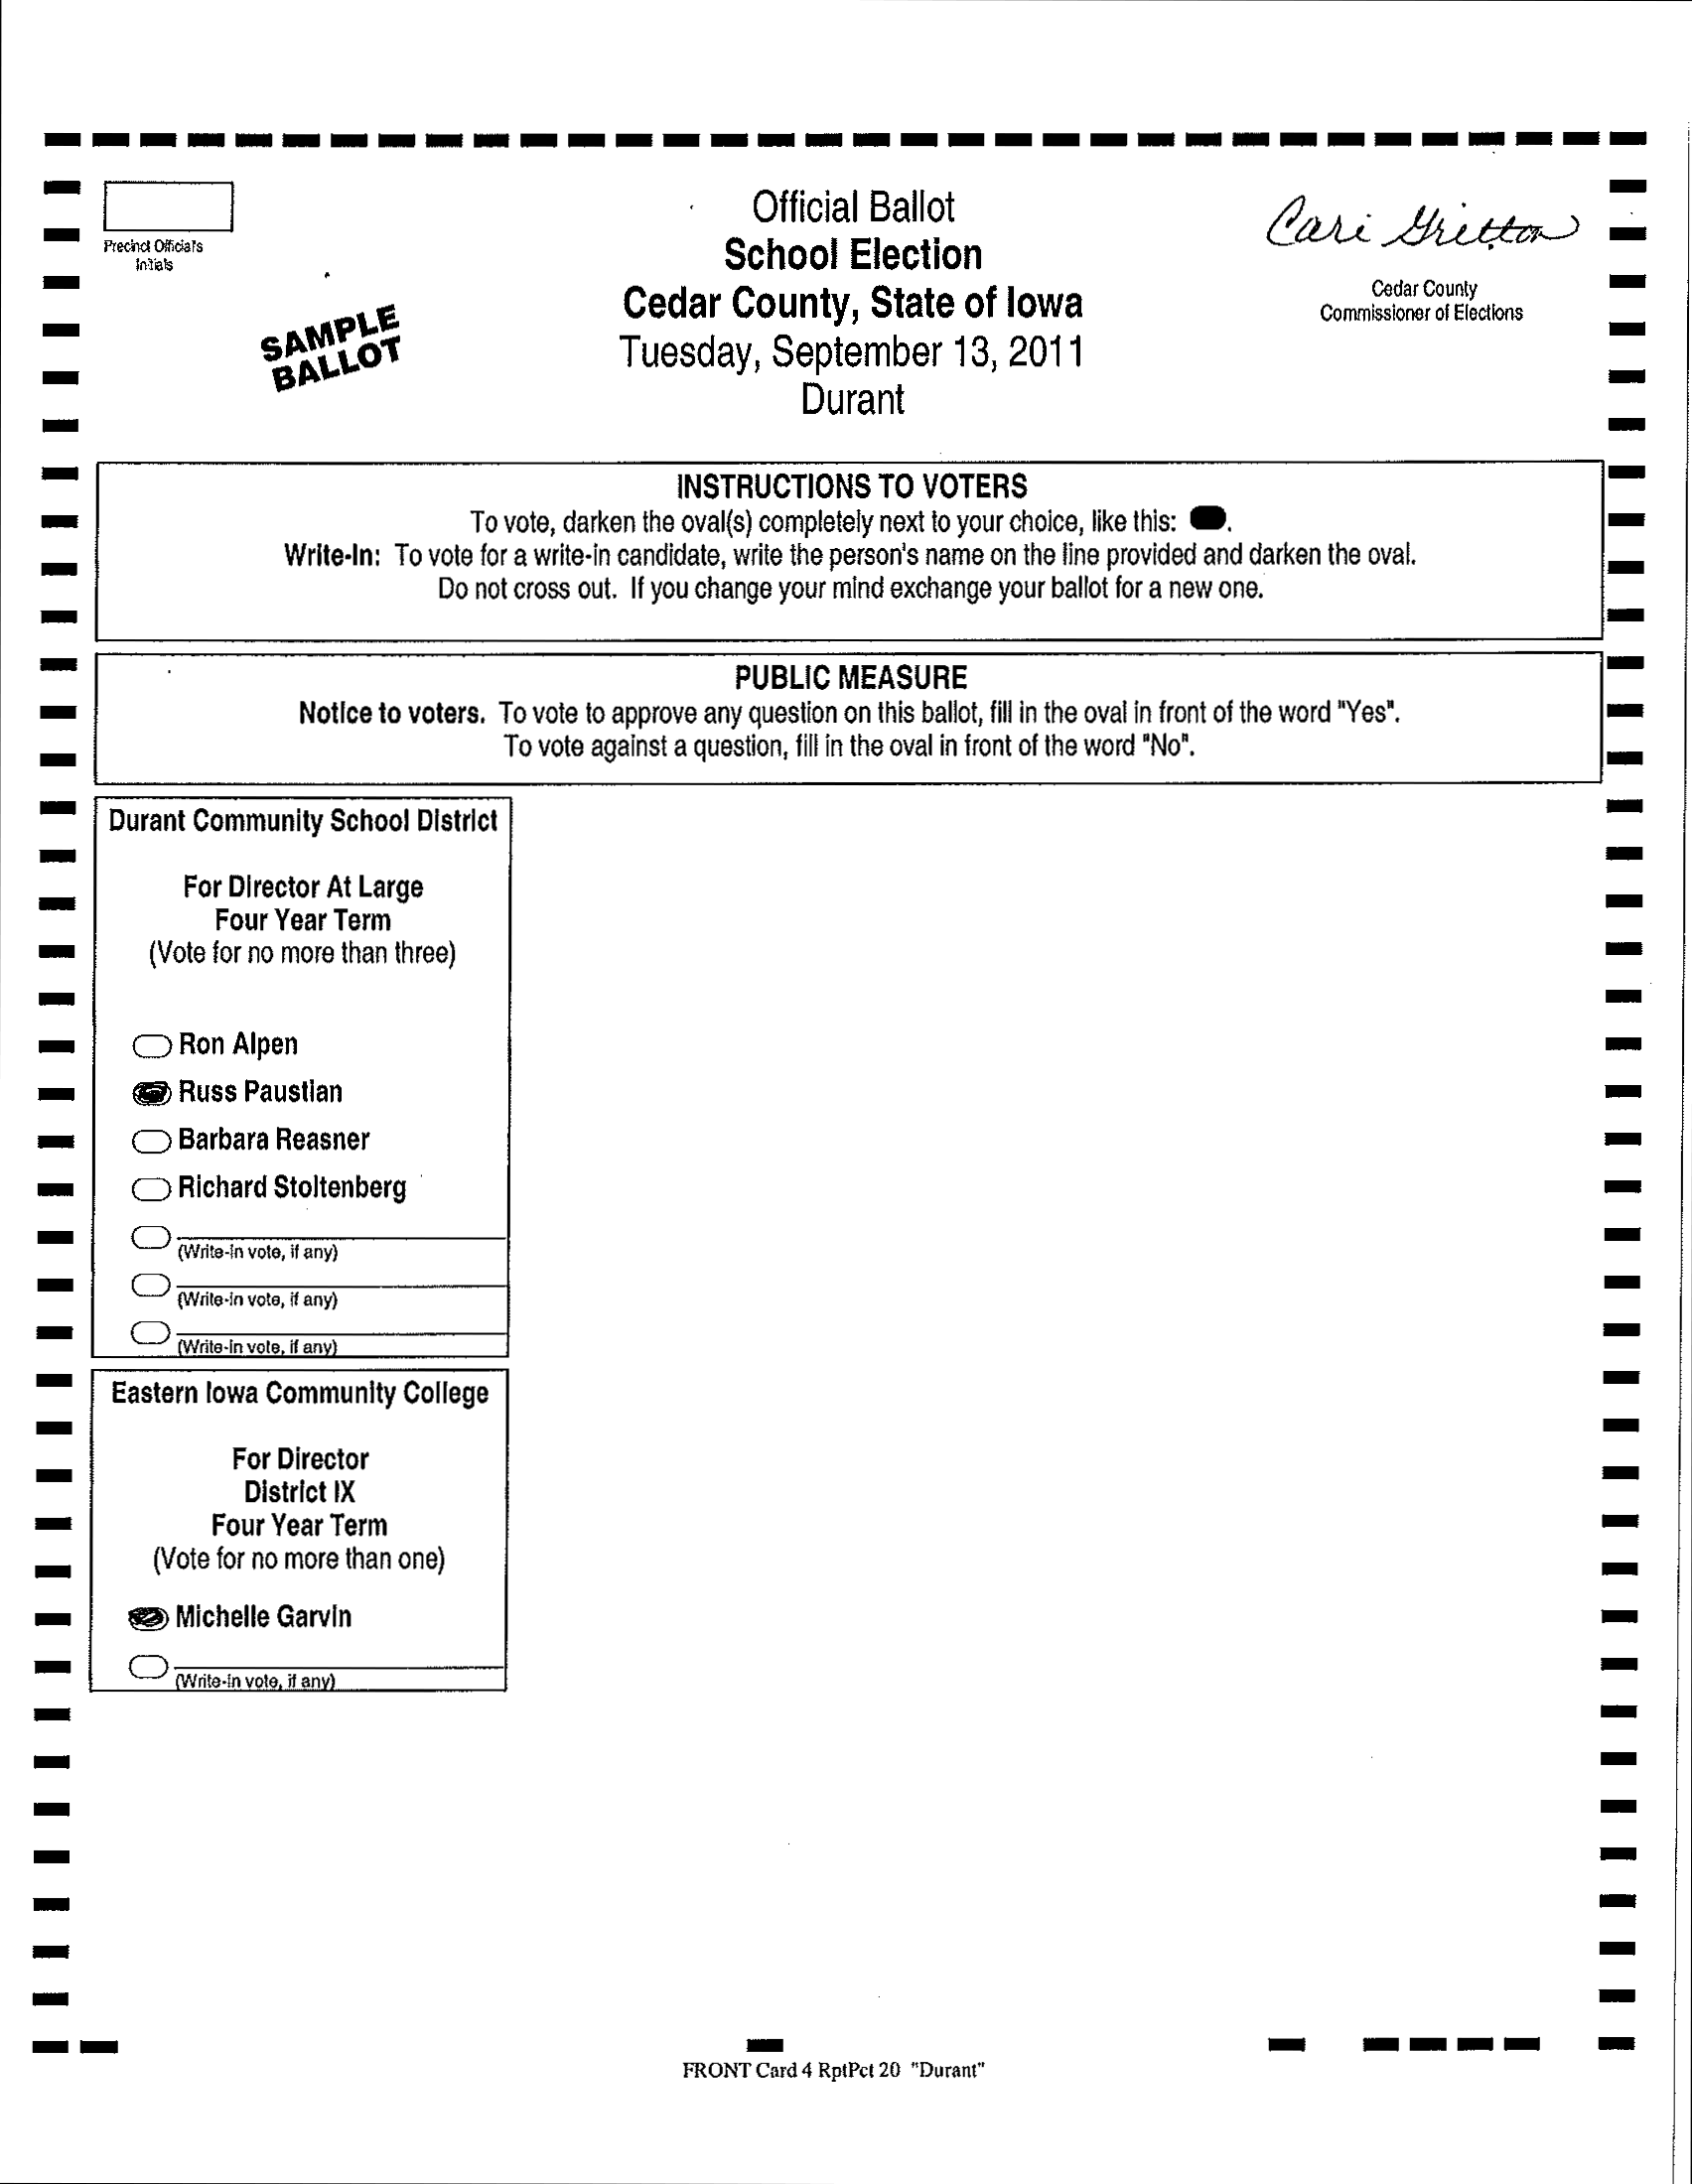 Official Ballot
School Election
Cedar County, State of Iowa
Tuesday, September 13, 2011
Durant
Precinct Official's
Initials
SAMPLE
BALLOT
Cari Gritton
Cedar County
Commissioner of Elections
INSTRUCTIONS TO VOTERS
To vote, darken the oval(s) completely next to your choice, like this: .
Write-In: To vote for a write-in candidate, write the person's name on the line provided and darken the oval.
Do not cross out. If you change your mind exchange your ballot for a new one.
PUBLIC MEASURE
Notice to voters. To vote to approve any question on this ballot, fill in the oval in front of the word "Yes".
To vote against a question, fill in the oval in front of the word "No".
Durant Community School District
For Director At Large
Four Year Term
(Vote for no more than three)
Ron Alpen
Russ Paustian
Barbara Reasner
Richard Stoltenberg
(Write-in vote, if any)
(Write-in vote, if any)
(Write-in vote, if any)
Eastern Iowa Community College
For Director
District IX
Four Year Term
(Vote for no more than one)
Michelle Garvin
(Write-in vote, if any)
FRONT Card 4 RptPct 20 "Durant"